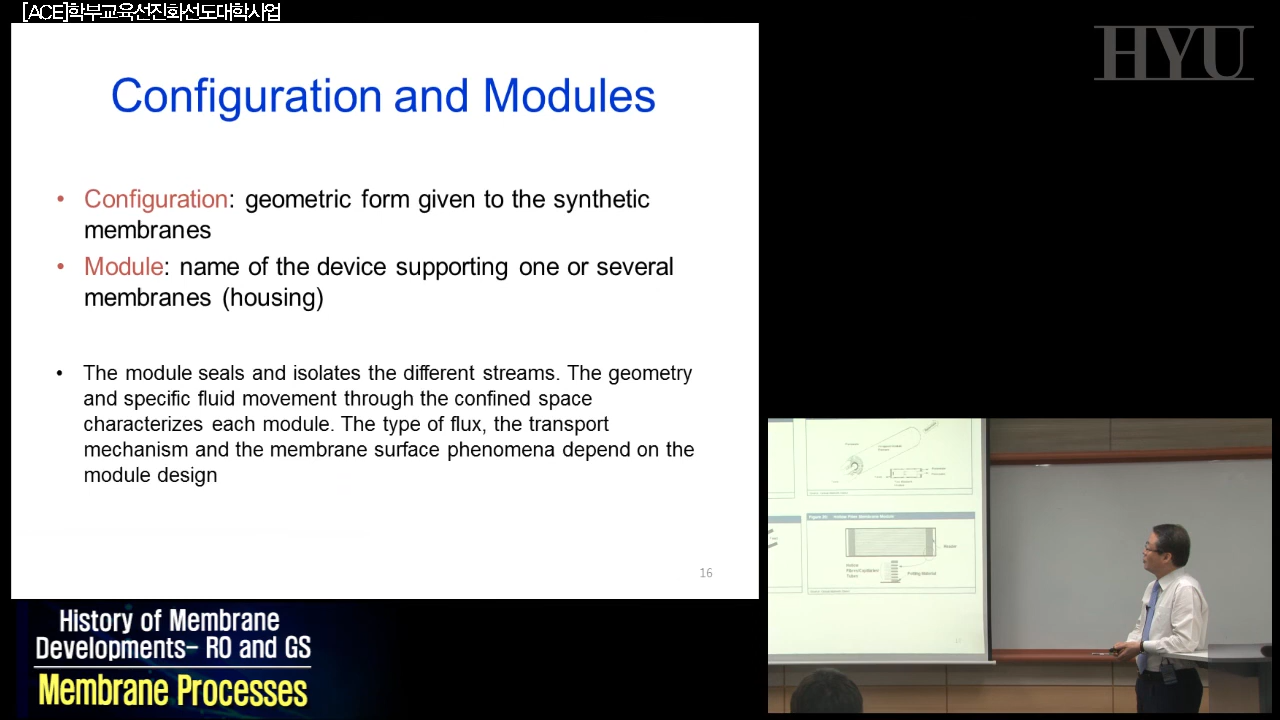 [ACE]학부교육선진화선도대학사업
HYU
Configuration and Modules
• Configuration: geometric form given to the synthetic
membranes
• Module: name of the device supporting one or several
membranes (housing)
• The module seals and isolates the different streams. The geometry
and specific fluid movement through the confined space
characterizes each module. The type of flux, the transport
mechanism and the membrane surface phenomena depend on the
module design
16
History of Membrane
Developments- RO and GS
Membrane Processes